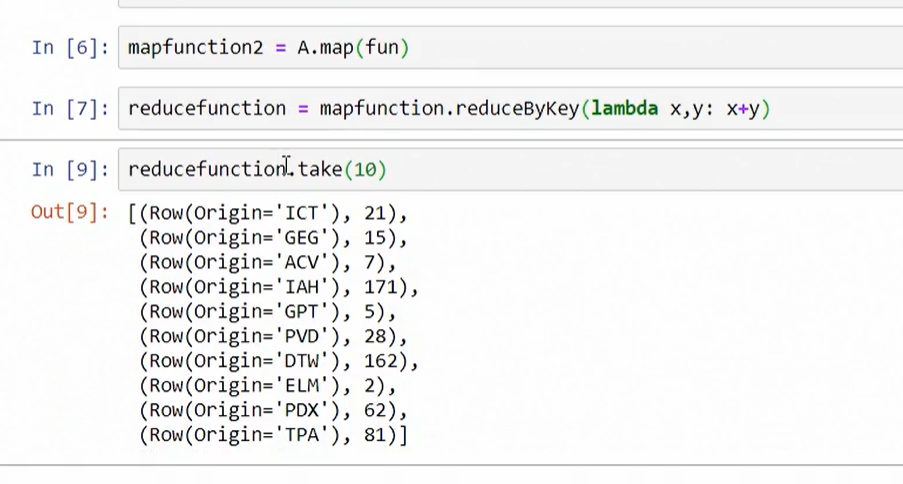 In [6]: mapfunction2 = A.map(fun)
In [7]: reducefunction = mapfunction.reduceByKey(lambda x,y: x+y)
In [9]: reducefunction.take(10)
Out[9]: [(Row(Origin='ICT'), 21),
(Row(Origin='GEG'), 15),
(Row(Origin='ACV'), 7),
(Row(Origin='IAH'), 171),
(Row(Origin='GPT'), 5),
(Row(Origin='PVD'), 28),
(Row(Origin='DTW'), 162),
(Row(Origin='ELM'), 2),
(Row(Origin='PDX'), 62),
(Row(Origin='TPA'), 81)]